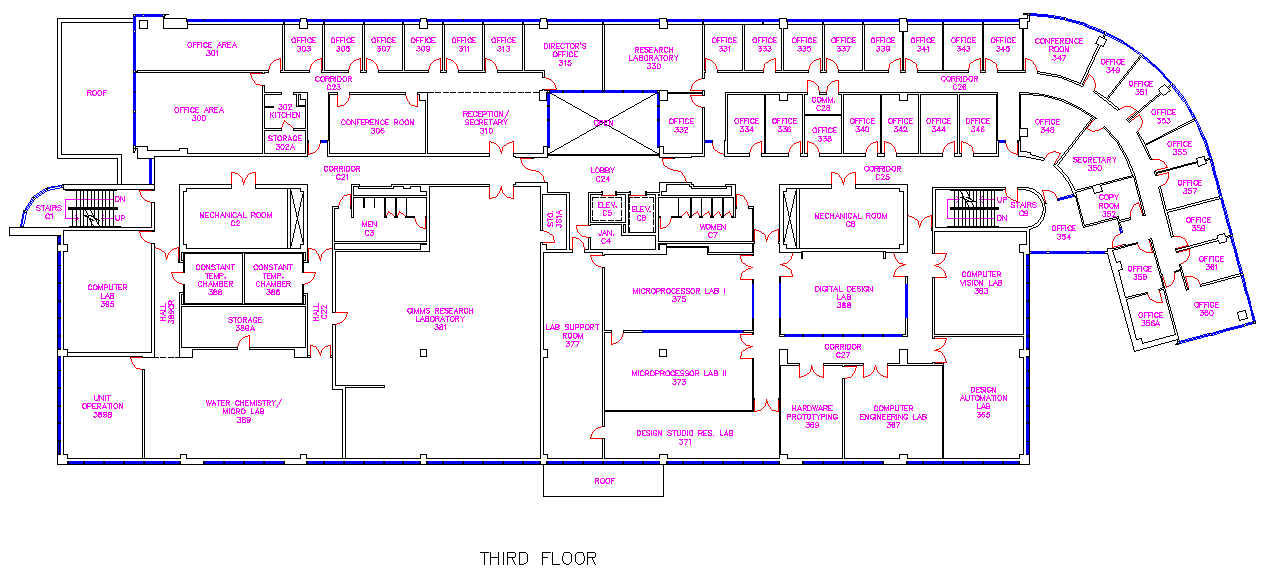 OFFICE AREA
301
OFFICE
303
OFFICE
305
OFFICE
307
OFFICE
309
OFFICE
311
OFFICE
313
DIRECTOR'S
OFFICE
315
RESEARCH
LABORATORY
330
OFFICE
331
OFFICE
333
OFFICE
335
OFFICE
337
OFFICE
339
OFFICE
341
OFFICE
343
OFFICE
345
CONFERENCE
ROOM
347
OFFICE
349
OFFICE
351
OFFICE
353
OFFICE
355
OFFICE
357
OFFICE
359
OFFICE
361
OFFICE
360
ROOF
CORRIDOR
C23
CORRIDOR
C26
OFFICE AREA
300
302
KITCHEN
STORAGE
302A
CONFERENCE ROOM
306
RECEPTION/
SECRETARY
310
OPEN
OFFICE
332
OFFICE
334
OFFICE
336
COMM.
C28
OFFICE
338
OFFICE
340
OFFICE
342
OFFICE
344
OFFICE
346
OFFICE
348
SECRETARY
350
COPY
ROOM
352
OFFICE
354
OFFICE
358
OFFICE
356A
CORRIDOR
C21
LOBBY
C24
CORRIDOR
C25
STAIRS
C1
DN
UP
MECHANICAL ROOM
C2
MEN
C3
STO.
381A
ELEV.
C5
ELEV.
C6
JAN.
C4
WOMEN
C7
MECHANICAL ROOM
C8
UP
DN
STAIRS
C9
COMPUTER
LAB
395
HALL
389CR
CONSTANT
TEMP.
CHAMBER
388
CONSTANT
TEMP.
CHAMBER
386
HALL
C22
STORAGE
389A
CIMMS RESEARCH
LABORATORY
381
LAB SUPPORT
ROOM
377
MICROPROCESSOR LAB I
375
DIGITAL DESIGN
LAB
368
COMPUTER
VISION LAB
363
CORRIDOR
C27
MICROPROCESSOR LAB II
373
UNIT
OPERATION
389B
WATER CHEMISTRY/
MICRO LAB
389
DESIGN STUDIO RES. LAB
371
HARDWARE
PROTOTYPING
369
COMPUTER
ENGINEERING LAB
367
DESIGN
AUTOMATION
LAB
365
ROOF
THIRD FLOOR